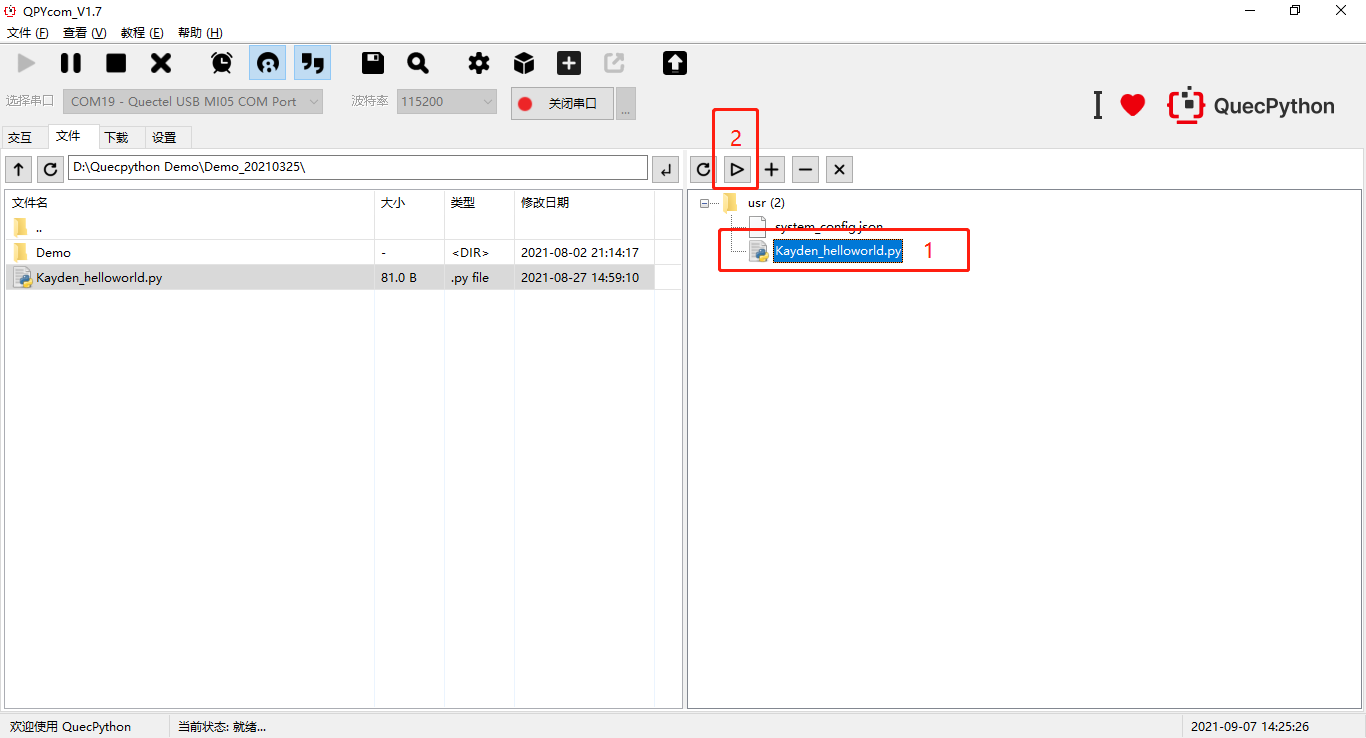 QPYcom_V1.7
文件 (F) 查看 (V) 教程 (E) 帮助 (H)
选择串口 COM19 - Quectel USB MI05 COM Port 波特率 115200 关闭串口 ...
I QuecPython
交互 文件 下载 设置
2
D:\Quecpython Demo\Demo_20210325\
文件名 大小 类型 修改日期
usr (2)
..
system_config.json
Demo - <DIR> 2021-08-02 21:14:17
Kayden_helloworld.py 1
Kayden_helloworld.py 81.0 B .py file 2021-08-27 14:59:10
欢迎使用 QuecPython 当前状态: 就绪... 2021-09-07 14:25:26